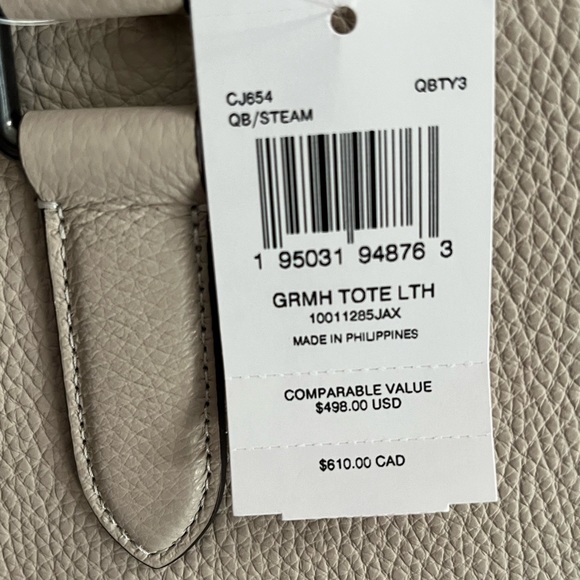 CJ654 QBTY3
QB/STEAM
1 95031 94876 3
GRMH TOTE LTH
10011285JAX
MADE IN PHILIPPINES
COMPARABLE VALUE
$498.00 USD
$610.00 CAD